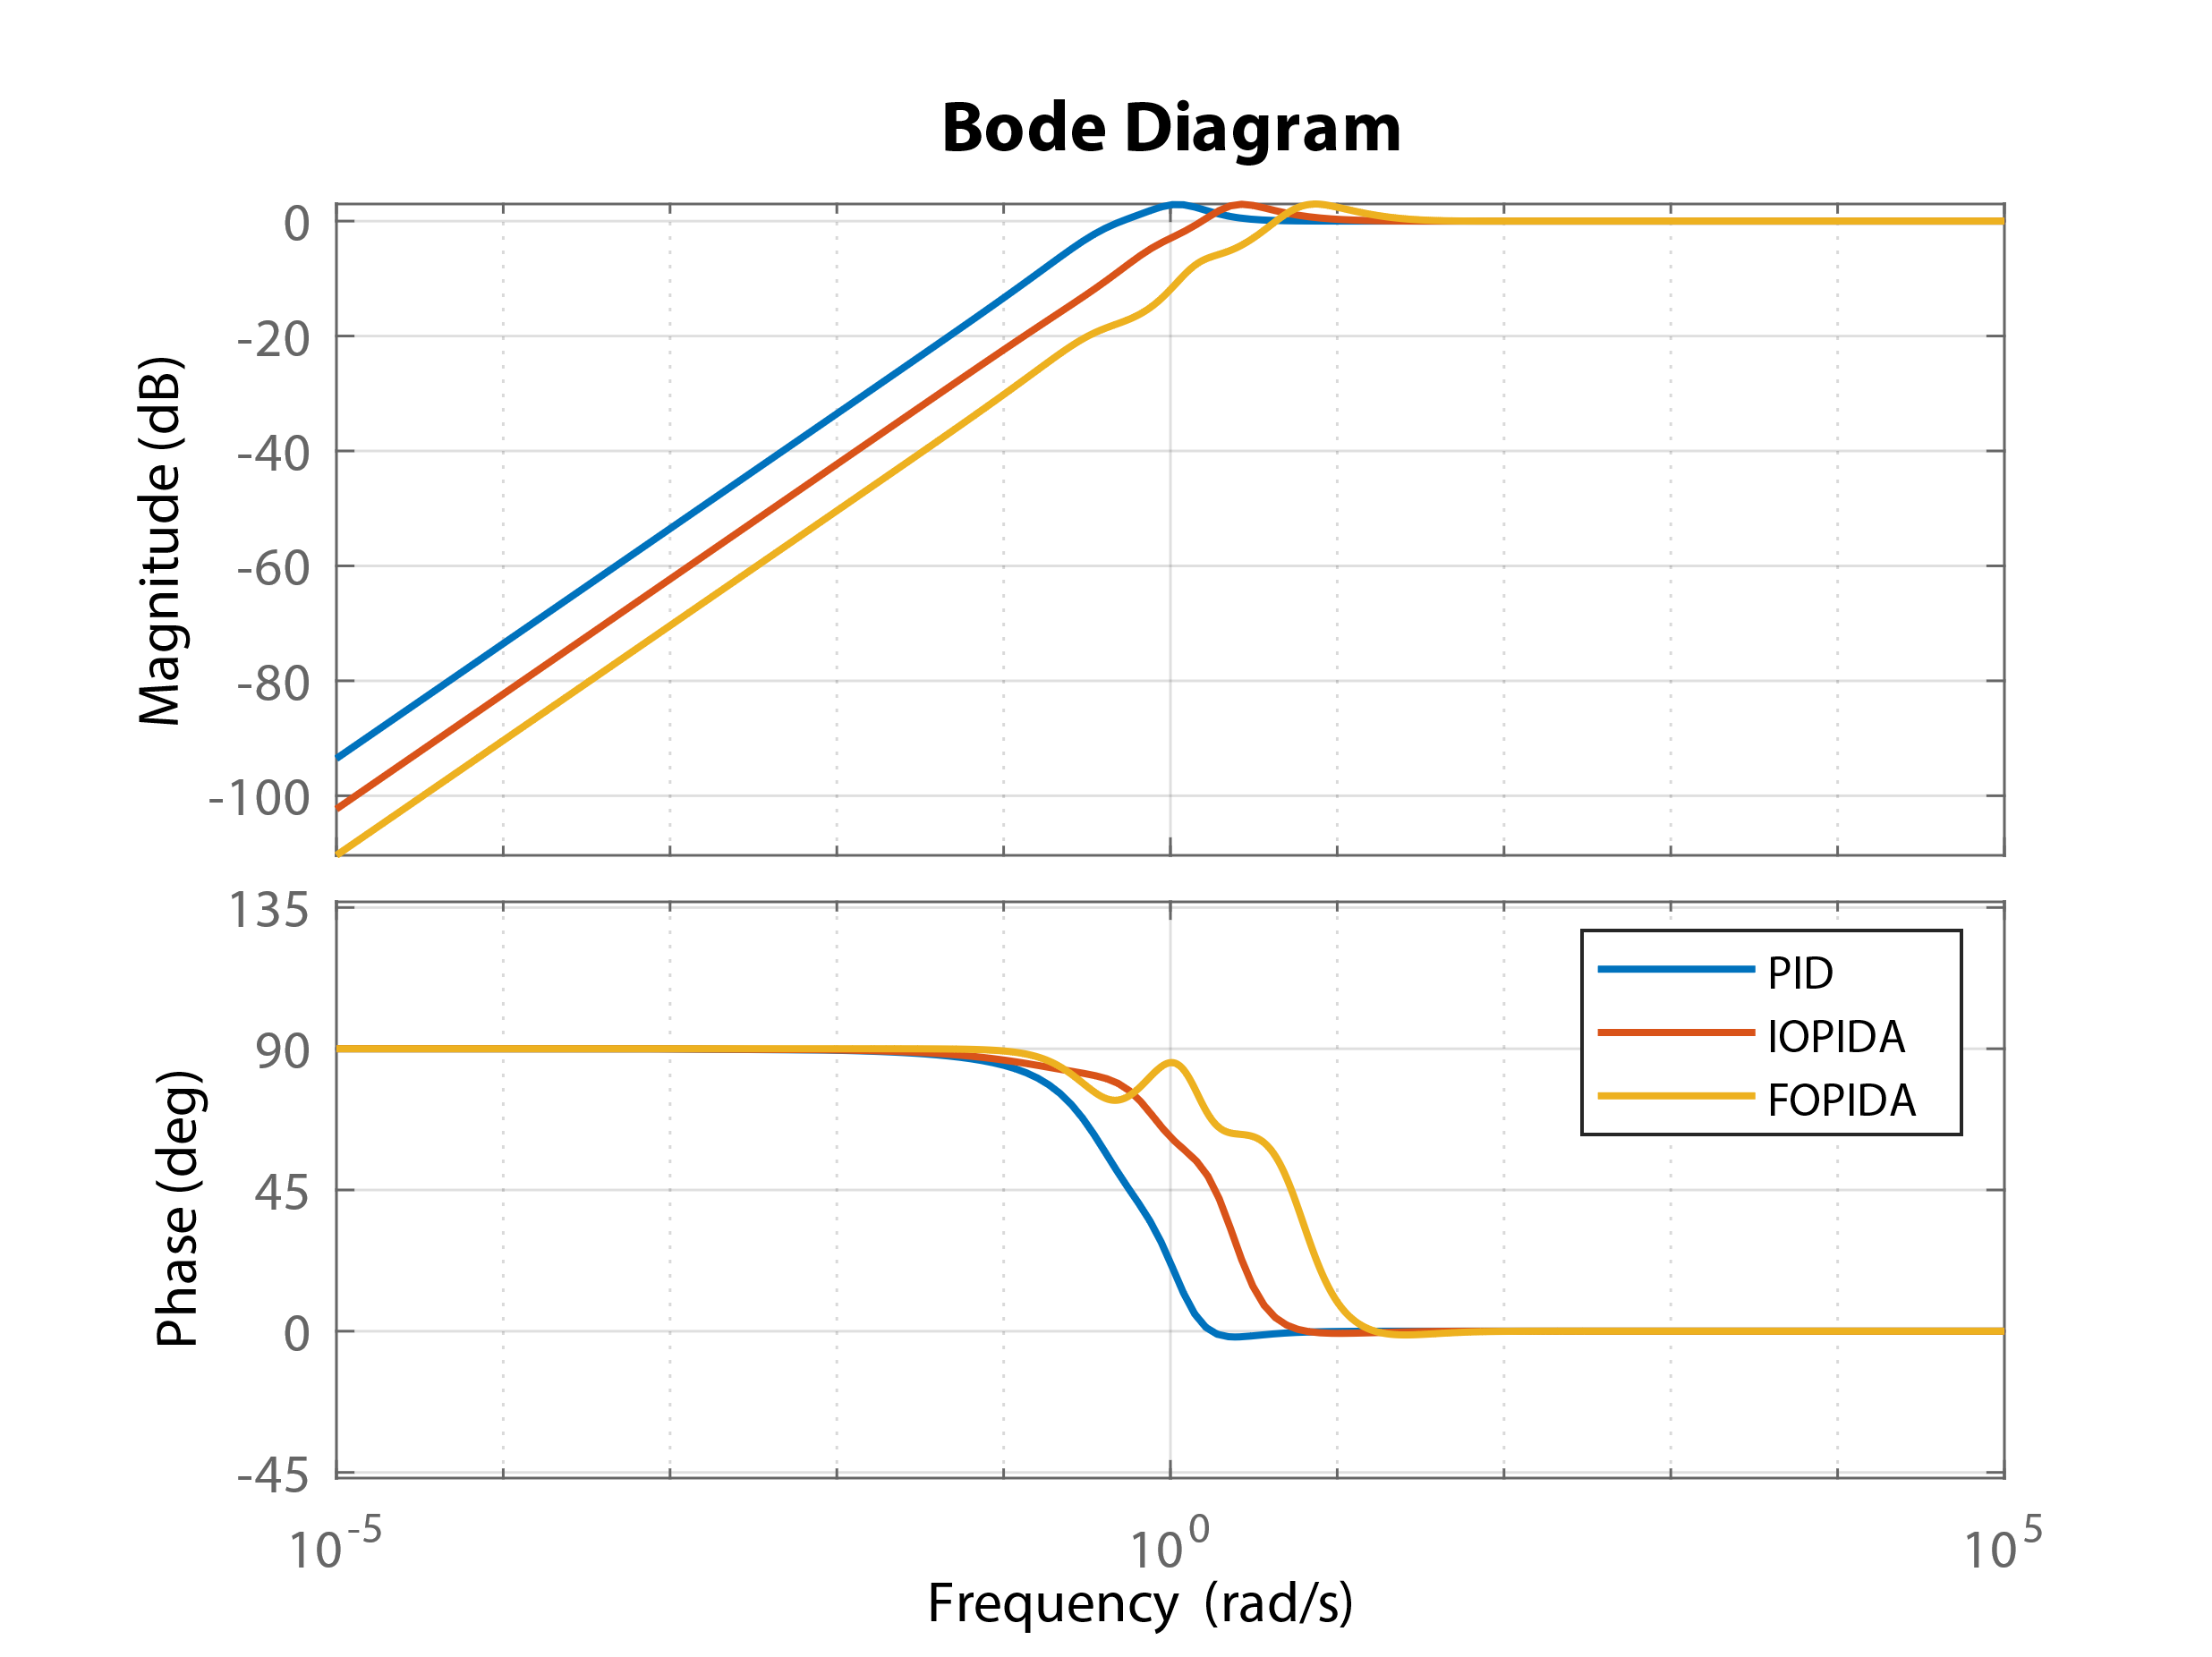 Bode Diagram
Magnitude (dB)
0
-20
-40
-60
-80
-100
Phase (deg)
135
90
45
0
-45
PID
IOPIDA
FOPIDA
10^-5
10^0
10^5
Frequency (rad/s)